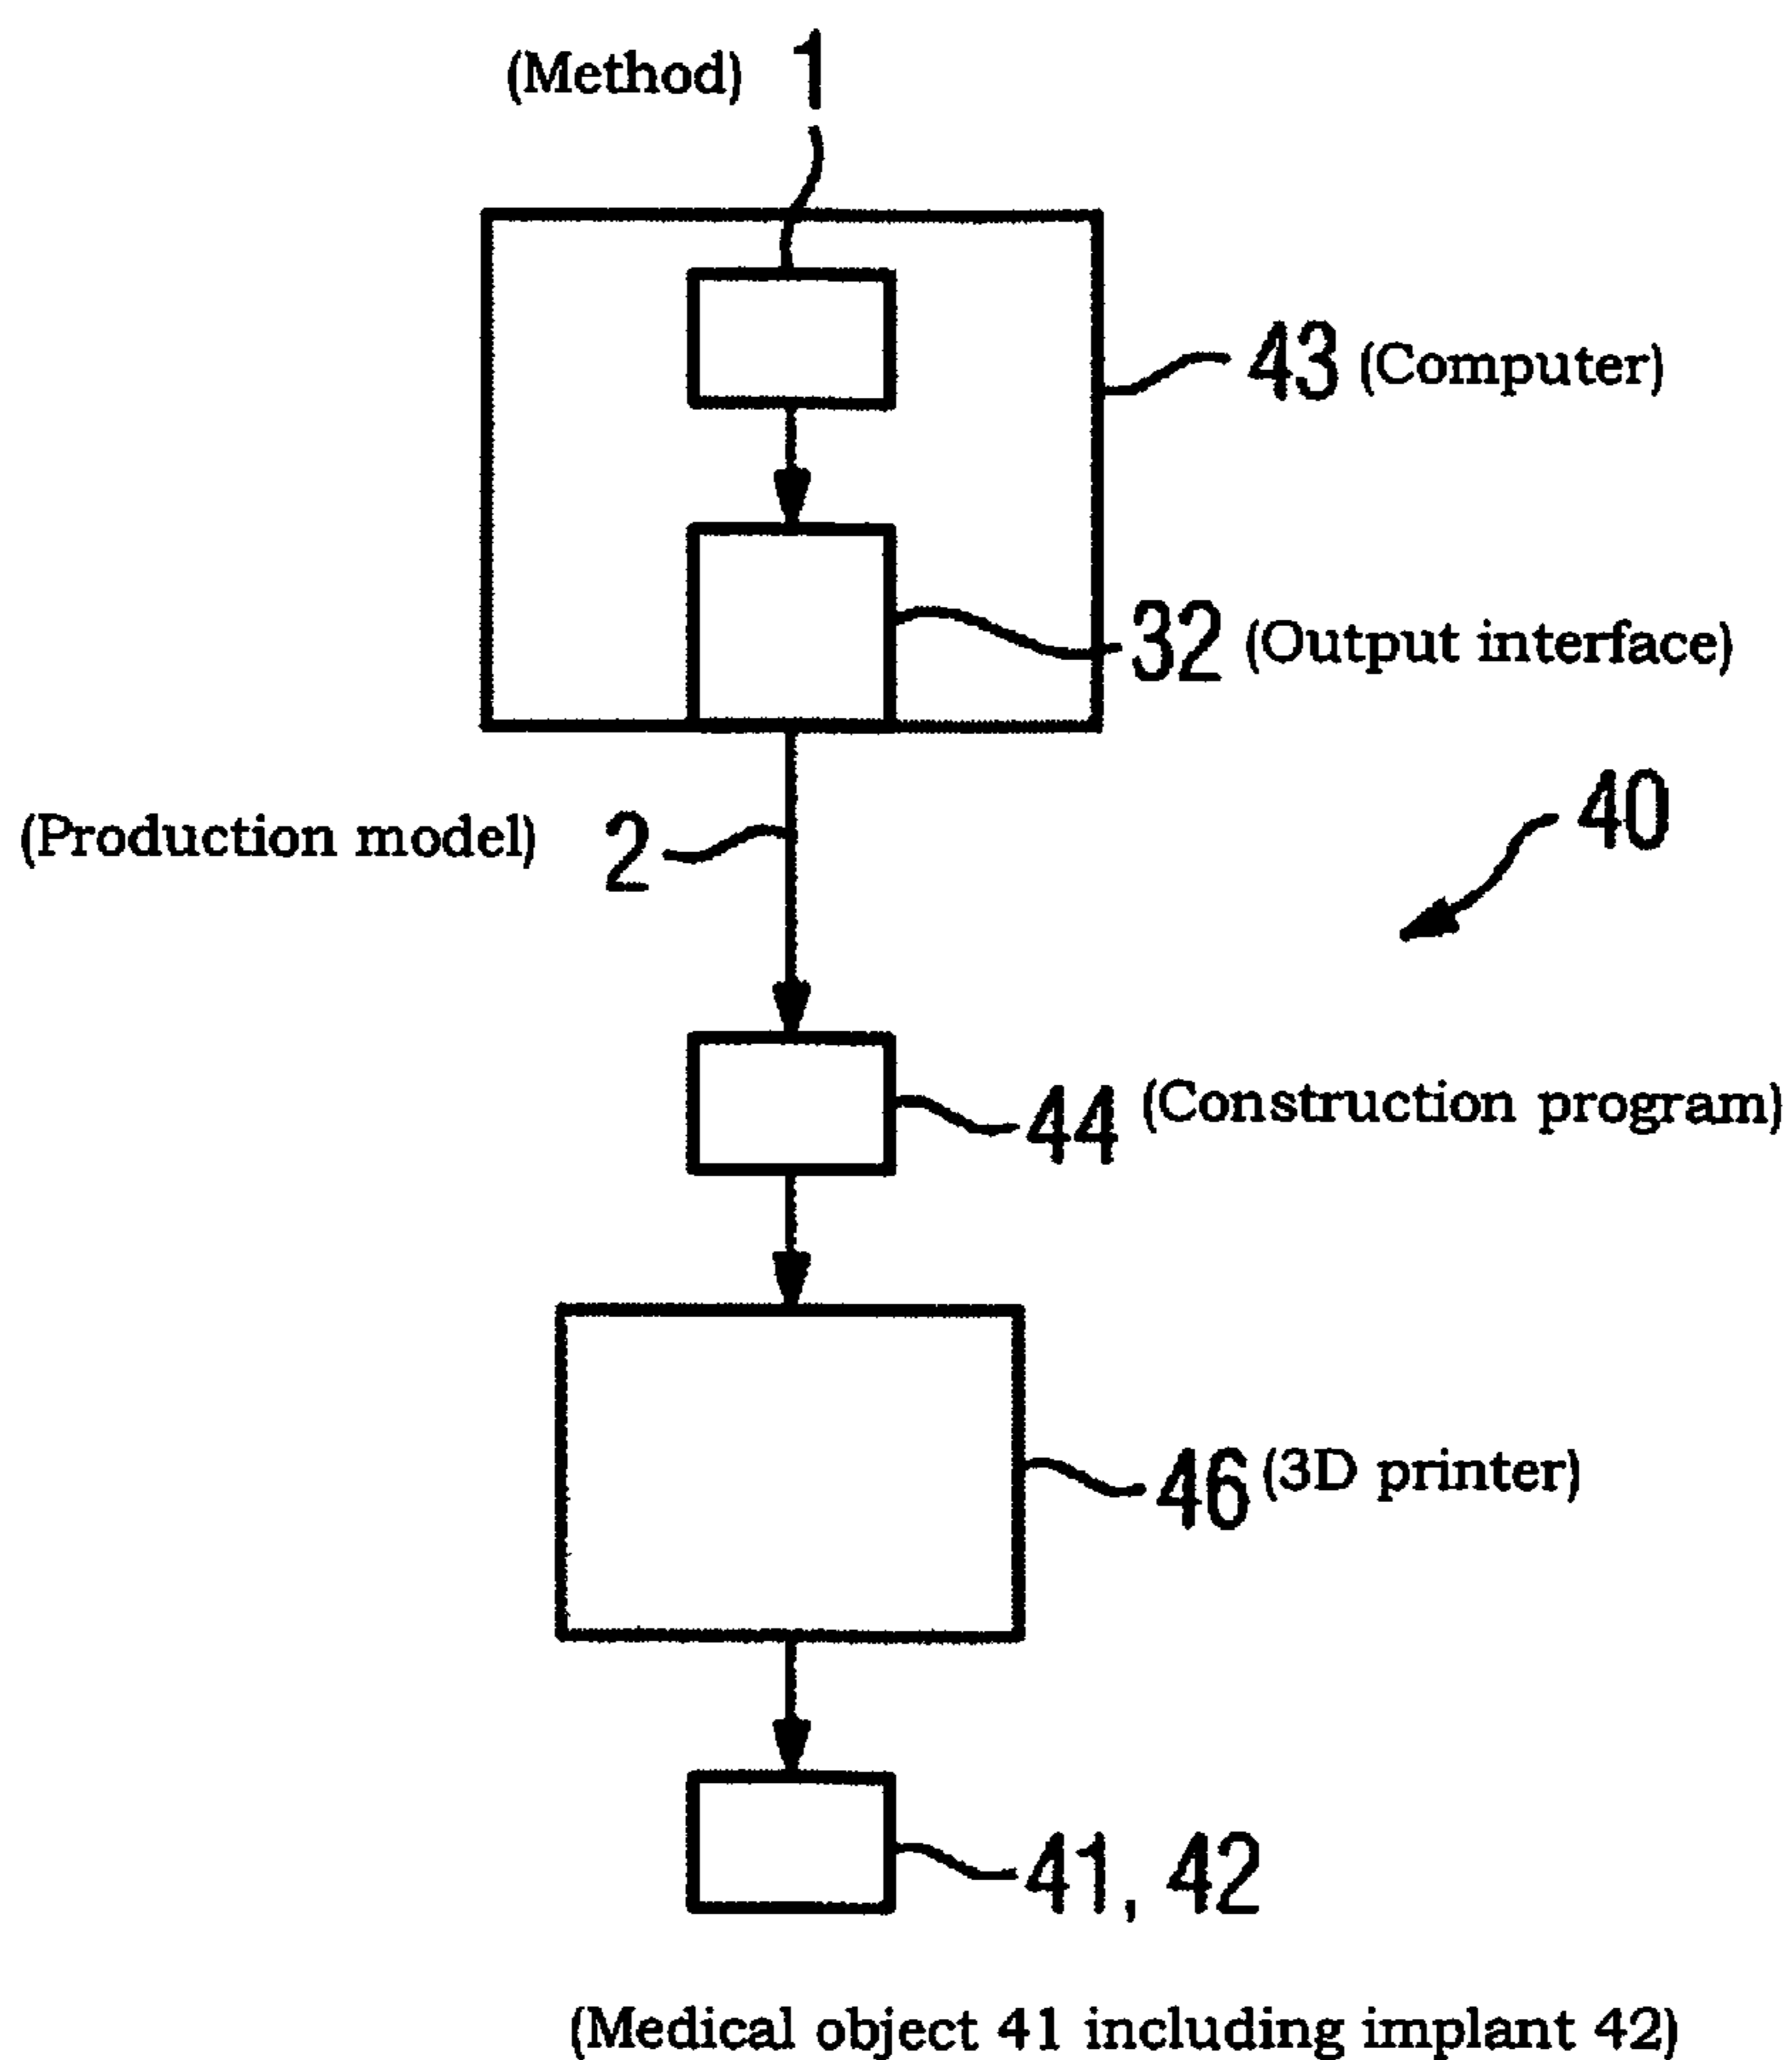 (Method) 1
43 (Computer)
32 (Output interface)
40
(Production model) 2
44 (Construction program)
46 (3D printer)
41, 42
(Medical object 41 including implant 42)